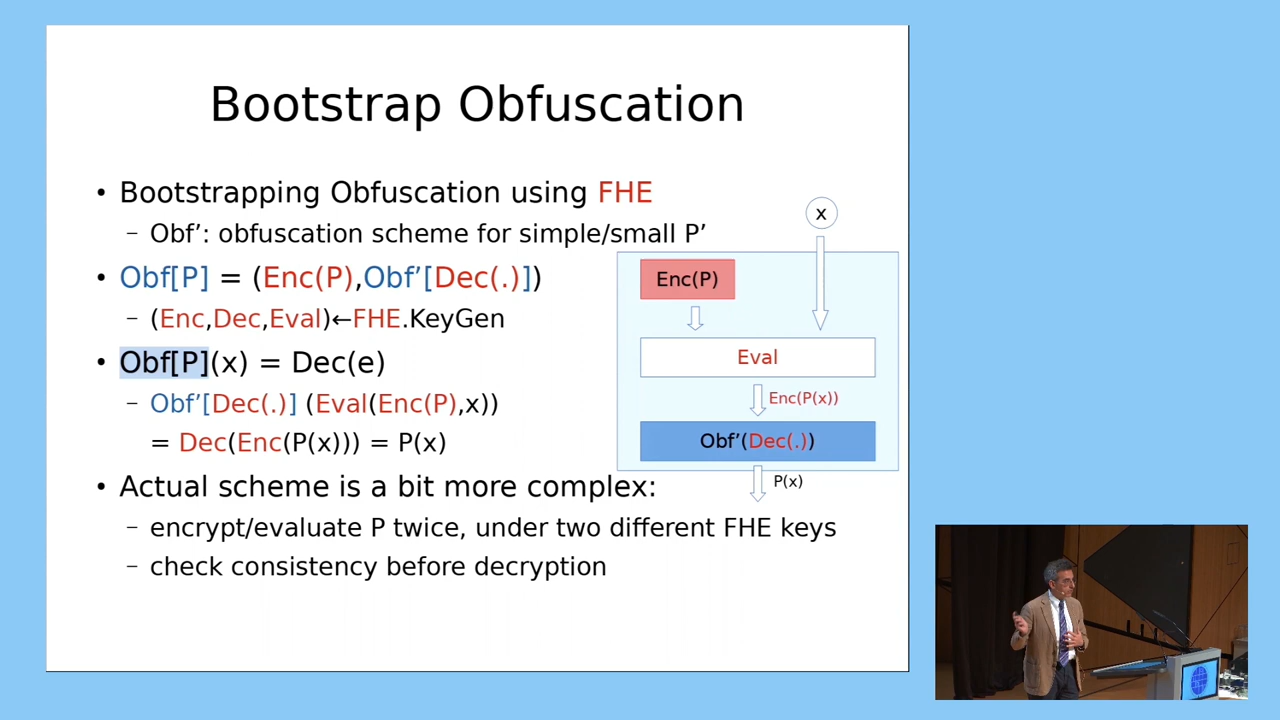 Bootstrap Obfuscation
• Bootstrapping Obfuscation using FHE
– Obf’: obfuscation scheme for simple/small P’
• Obf[P] = (Enc(P),Obf’[Dec(.)])
– (Enc,Dec,Eval)←FHE.KeyGen
• Obf[P](x) = Dec(e)
– Obf’[Dec(.)] (Eval(Enc(P),x))
= Dec(Enc(P(x))) = P(x)
• Actual scheme is a bit more complex:
– encrypt/evaluate P twice, under two different FHE keys
– check consistency before decryption
x
Enc(P)
Eval
Enc(P(x))
Obf’(Dec(.))
P(x)